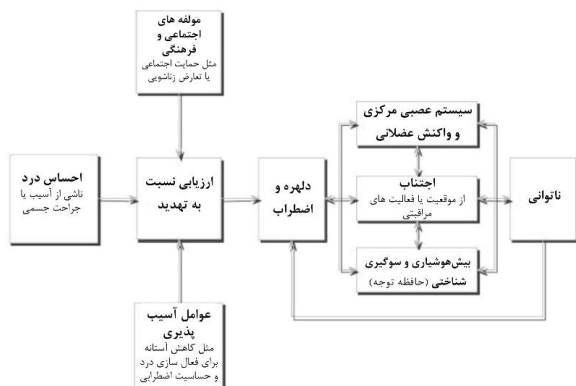 مولفه های
اجتماعی و
فرهنگی
مثل حمایت اجتماعی
یا تعارض زناشویی
احساس درد
ناشی از آسیب یا
جراحت جسمی
ارزیابی نسبت
به تهدید
عوامل آسیب
پذیری
مثل کاهش آستانه
برای فعال سازی درد
و حساسیت اضطرابی
دلهره و
اضطراب
سیستم عصبی مرکزی
و واکنش عضلانی
اجتناب
از موقعیت یا فعالیت های
مراقبتی
بیش‌هوشیاری و سوگیری
شناختی (حافظه توجه)
ناتوانی